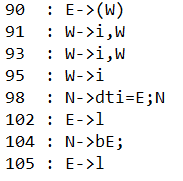 90  : E->(W)
91  : W->i,W
93  : W->i,W
95  : W->i
98  : N->dti=E;N
102 : E->l
104 : N->bE;
105 : E->l